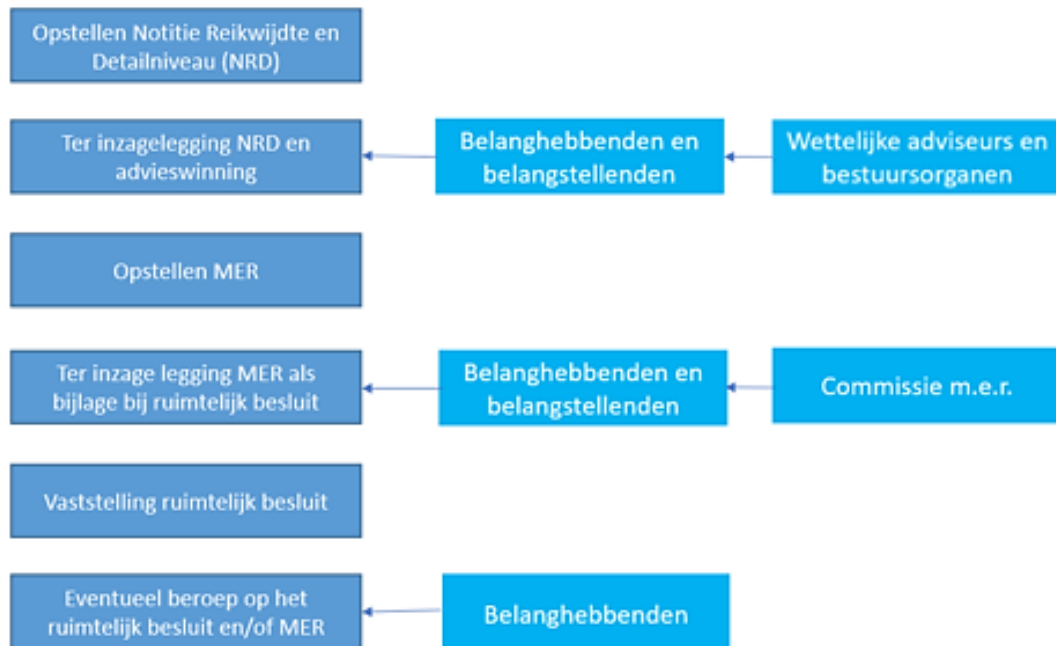 Opstellen Notitie Reikwijdte en
Detailniveau (NRD)
Ter inzagelegging NRD en
advieswinning
Belanghebbenden en
belangstellenden
Wettelijke adviseurs en
bestuursorganen
Opstellen MER
Ter inzage legging MER als
bijlage bij ruimtelijk besluit
Belanghebbenden en
belangstellenden
Commissie m.e.r.
Vaststelling ruimtelijk besluit
Eventueel beroep op het
ruimtelijk besluit en/of MER
Belanghebbenden